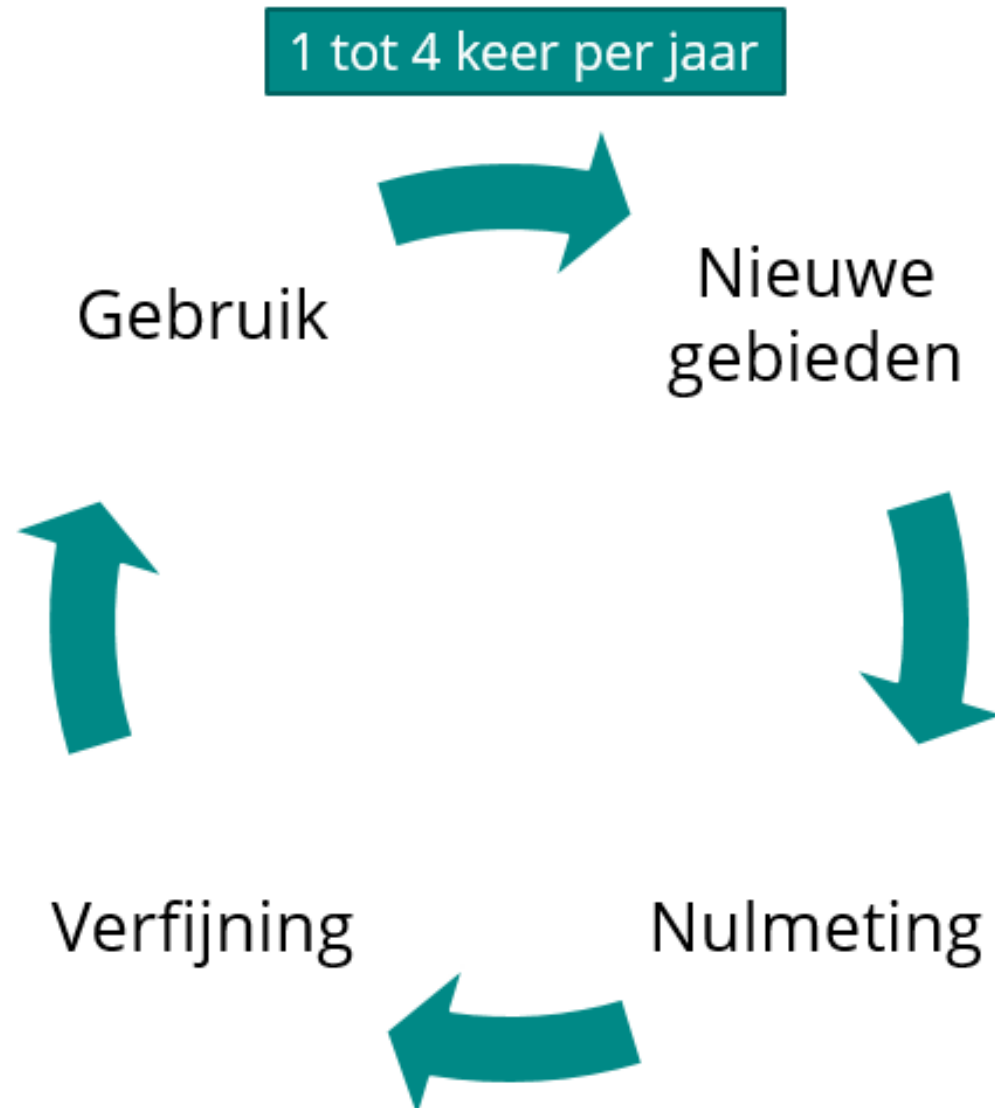 1 tot 4 keer per jaar
Gebruik
Nieuwe
gebieden
Verfijning
Nulmeting